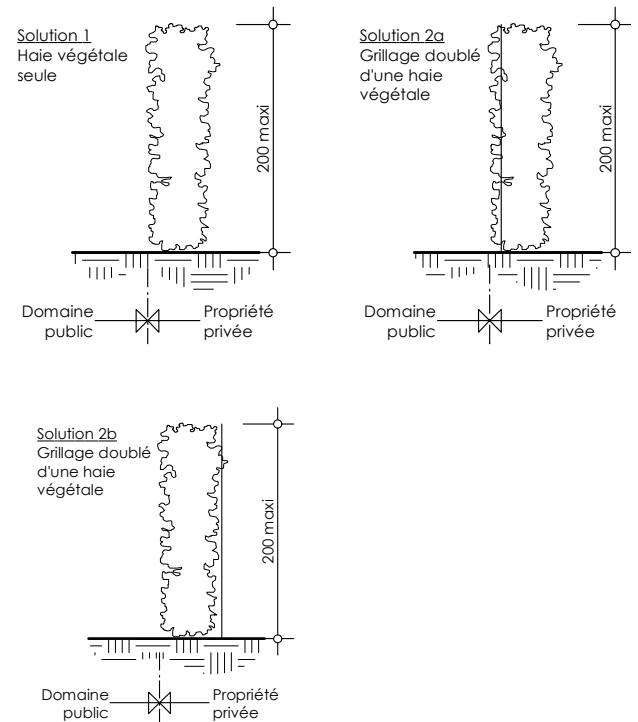 Solution 1
Haie végétale
seule
200 maxi
Domaine
public
Propriété
privée
Solution 2a
Grillage doublé
d'une haie
végétale
200 maxi
Domaine
public
Propriété
privée
Solution 2b
Grillage doublé
d'une haie
végétale
200 maxi
Domaine
public
Propriété
privée